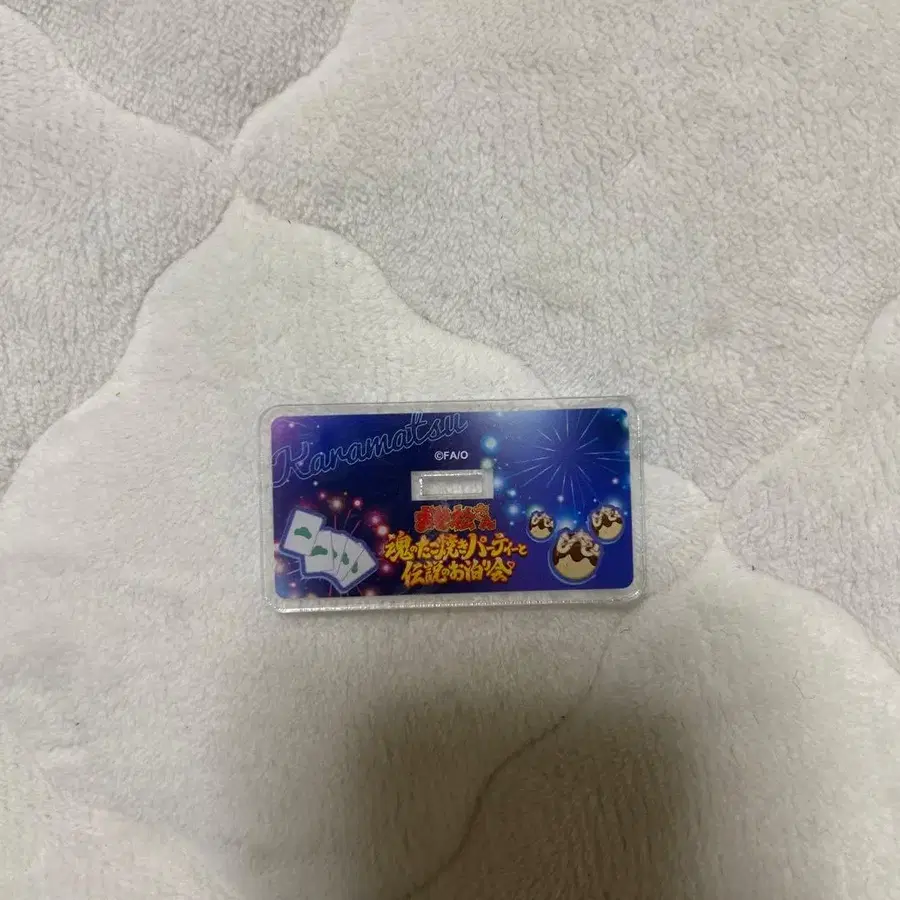 Karamatsu
©FA/O
おそ松さん
魂のたこ焼きパーティーと
伝説のお泊り会